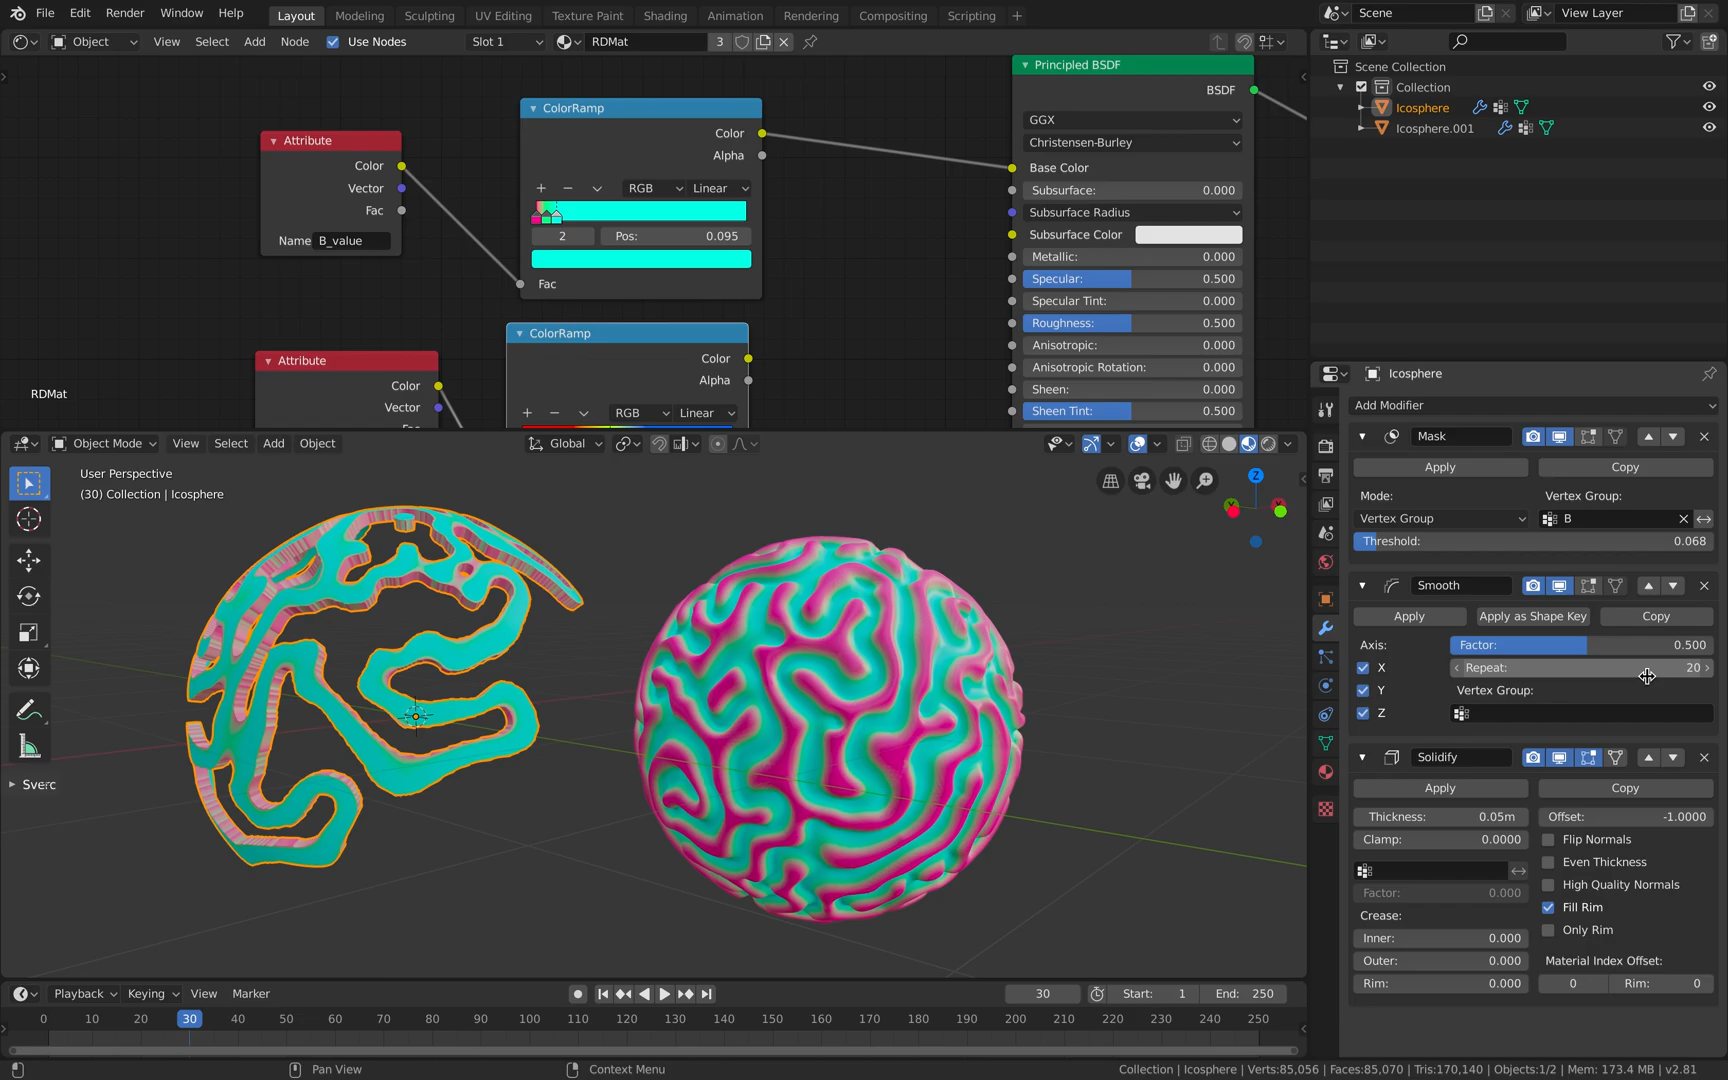 File Edit Render Window Help Layout Modeling Sculpting UV Editing Texture Paint Shading Animation Rendering Compositing Scripting + Scene View Layer
Object View Select Add Node Use Nodes Slot 1 RDMat 3
Scene Collection
Collection
Icosphere
Icosphere.001
Attribute
Color
Vector
Fac
Name B_value
ColorRamp
Color
Alpha
RGB Linear
2 Pos: 0.095
Fac
Principled BSDF
BSDF
GGX
Christensen-Burley
Base Color
Subsurface: 0.000
Subsurface Radius
Subsurface Color
Metallic: 0.000
Specular: 0.500
Specular Tint: 0.000
Roughness: 0.500
Anisotropic: 0.000
Anisotropic Rotation: 0.000
Sheen: 0.000
Sheen Tint: 0.500
Attribute
Color
Vector
ColorRamp
Color
Alpha
RGB Linear
RDMat
Object Mode View Select Add Object Global
User Perspective
(30) Collection | Icosphere
Z
Sverc
Icosphere
Add Modifier
Mask
Apply Copy
Mode: Vertex Group:
Vertex Group B
Threshold: 0.068
Smooth
Apply Apply as Shape Key Copy
Axis: Factor: 0.500
X Repeat: 20
Y Vertex Group:
Z
Solidify
Apply Copy
Thickness: 0.05m Offset: -1.0000
Clamp: 0.0000 Flip Normals
Even Thickness
Factor: 0.000 High Quality Normals
Crease: Fill Rim
Inner: 0.000 Only Rim
Outer: 0.000 Material Index Offset:
Rim: 0.000 0 Rim: 0
Playback Keying View Marker 30 Start: 1 End: 250
0 10 20 30 40 50 60 70 80 90 100 110 120 130 140 150 160 170 180 190 200 210 220 230 240 250
Pan View Context Menu Collection | Icosphere | Verts:85,056 | Faces:85,070 | Tris:170,140 | Objects:1/2 | Mem: 173.4 MB | v2.81